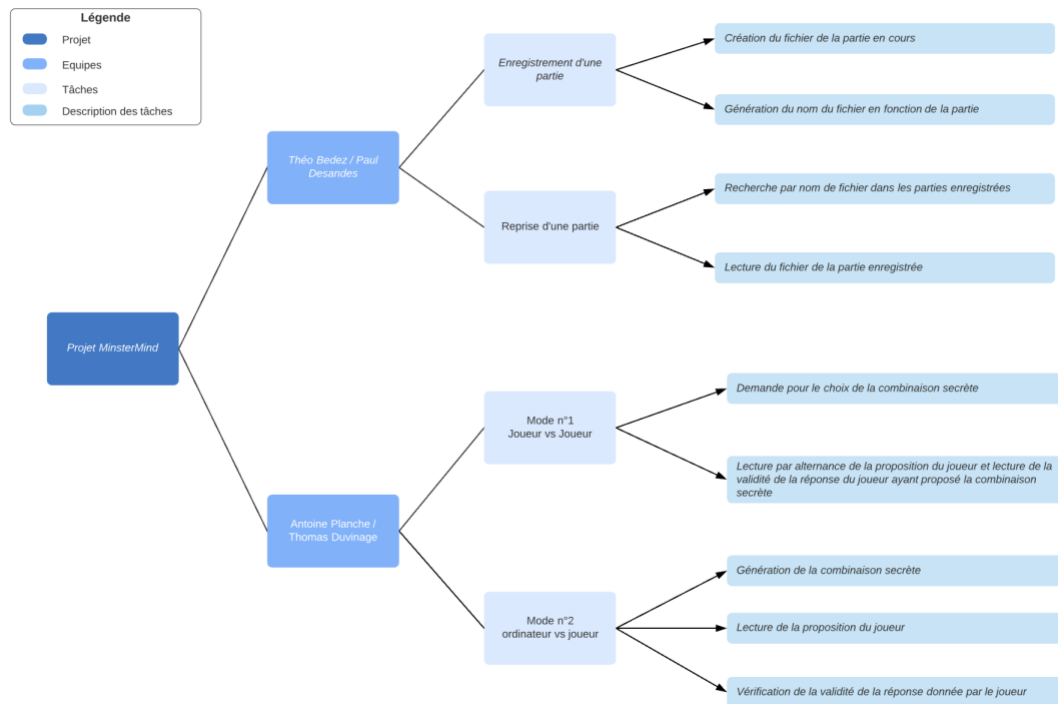 Légende
Projet
Equipes
Tâches
Description des tâches
Projet MinsterMind
Théo Bedez / Paul
Desandes
Enregistrement d'une
partie
Création du fichier de la partie en cours
Génération du nom du fichier en fonction de la partie
Reprise d'une partie
Recherche par nom de fichier dans les parties enregistrées
Lecture du fichier de la partie enregistrée
Antoine Planche /
Thomas Duvinage
Mode n°1
Joueur vs Joueur
Demande pour le choix de la combinaison secrète
Lecture par alternance de la proposition du joueur et lecture de la
validité de la réponse du joueur ayant proposé la combinaison
secrète
Mode n°2
ordinateur vs joueur
Génération de la combinaison secrète
Lecture de la proposition du joueur
Vérification de la validité de la réponse donnée par le joueur